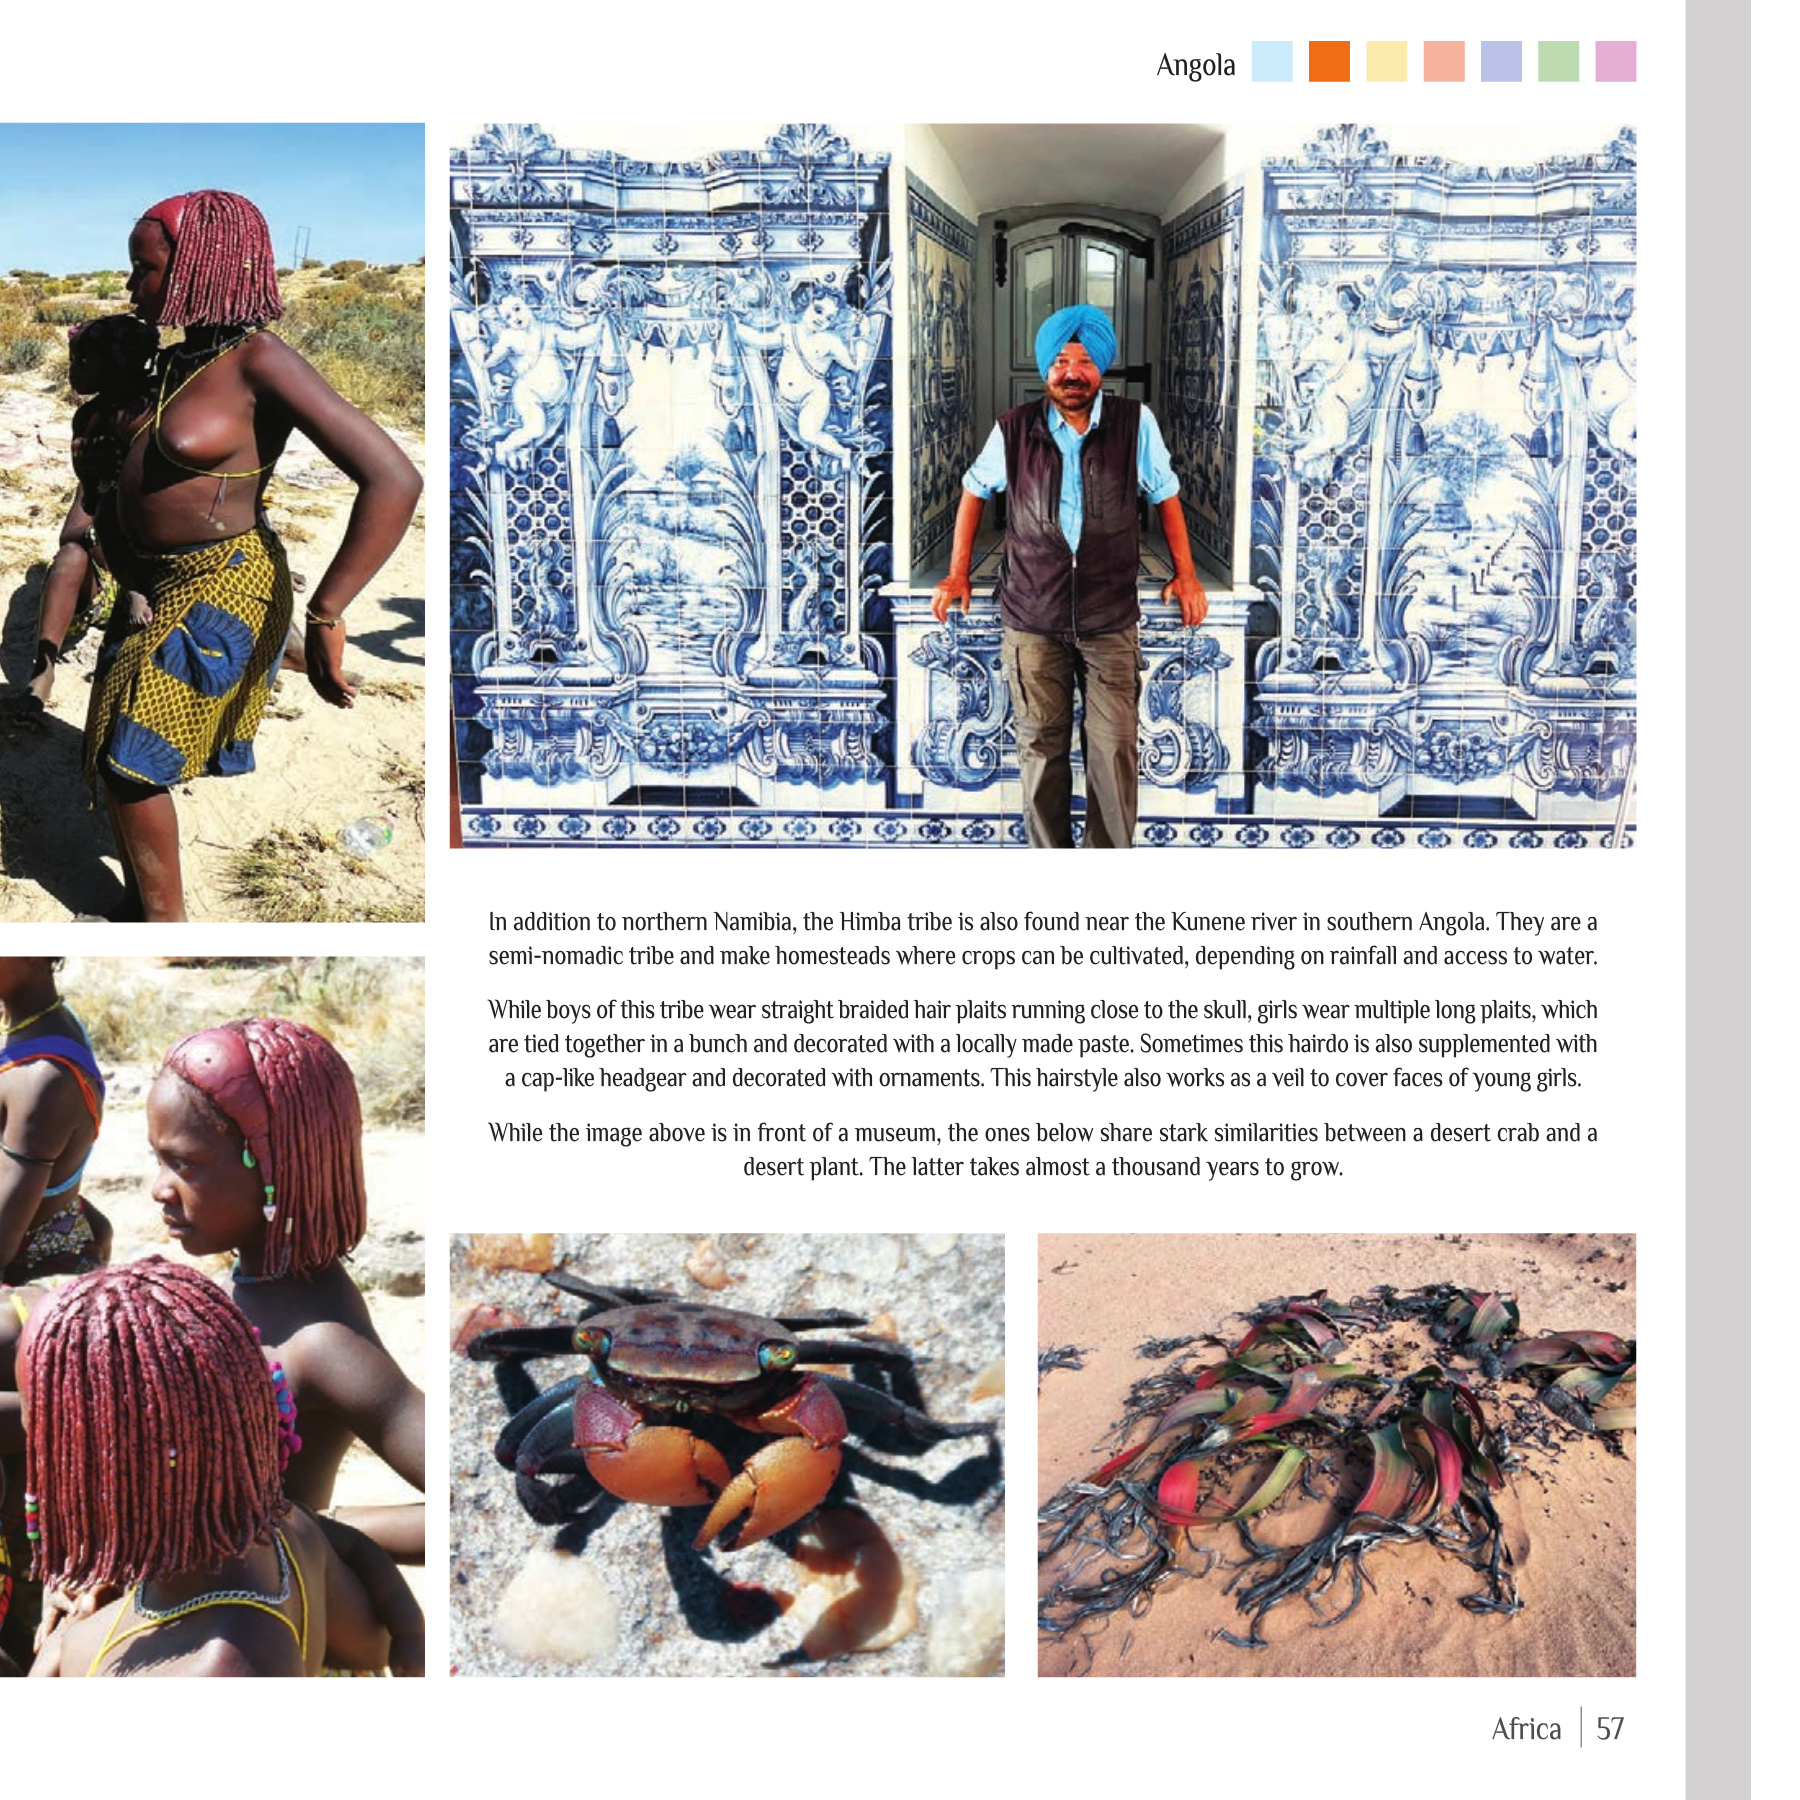 Angola
In addition to northern Namibia, the Himba tribe is also found near the Kunene river in southern Angola. They are a
semi-nomadic tribe and make homesteads where crops can be cultivated, depending on rainfall and access to water.
While boys of this tribe wear straight braided hair plaits running close to the skull, girls wear multiple long plaits, which
are tied together in a bunch and decorated with a locally made paste. Sometimes this hairdo is also supplemented with
a cap-like headgear and decorated with ornaments. This hairstyle also works as a veil to cover faces of young girls.
While the image above is in front of a museum, the ones below share stark similarities between a desert crab and a
desert plant. The latter takes almost a thousand years to grow.
Africa | 57